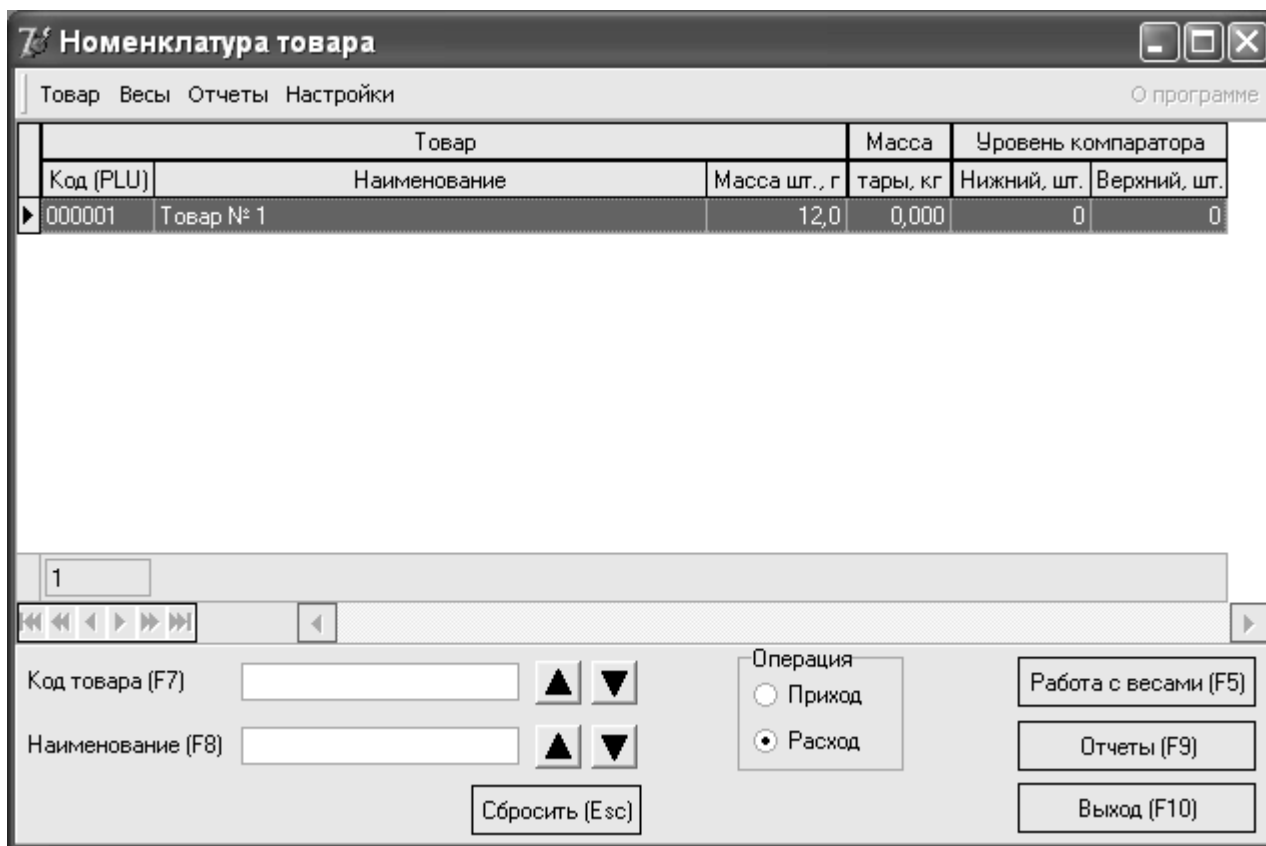 Номенклатура товара
Товар Весы Отчеты Настройки О программе
Товар Масса Уровень компаратора
Код (PLU) Наименование Масса шт., г тары, кг Нижний, шт. Верхний, шт.
000001 Товар № 1 12,0 0,000 0 0
1
Операция
Код товара (F7) Приход Работа с весами (F5)
Наименование (F8) Расход Отчеты (F9)
Сбросить (Esc) Выход (F10)